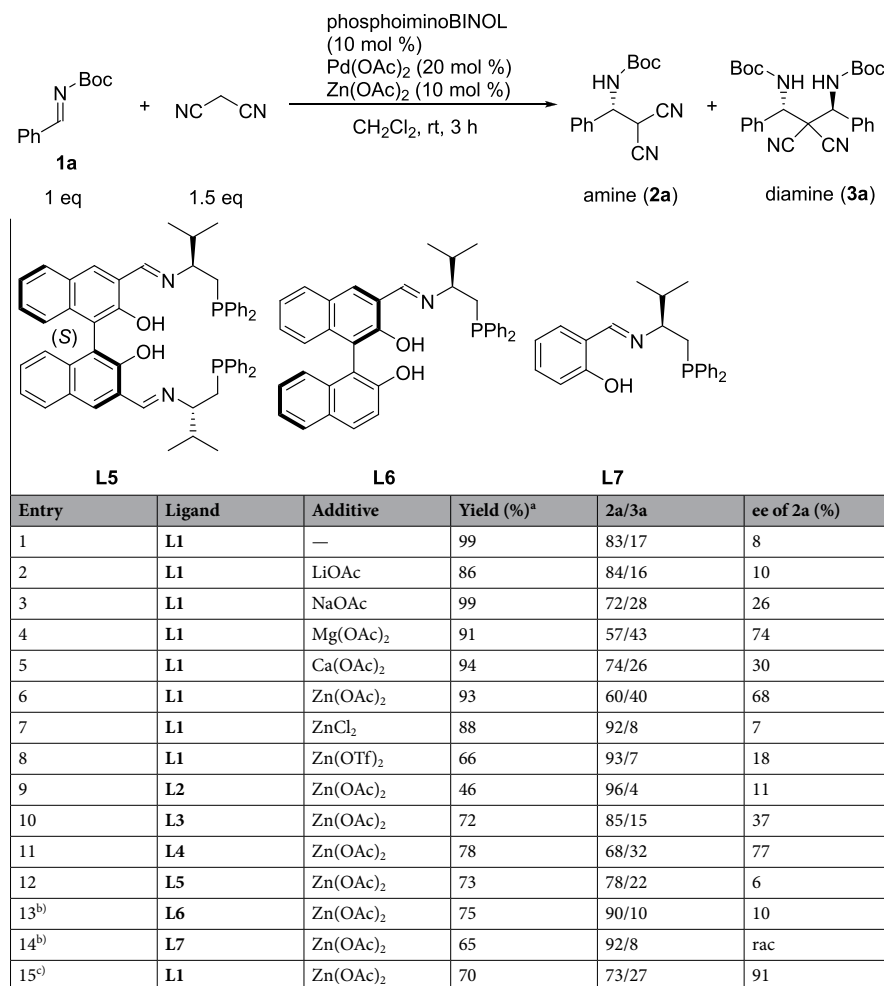 phosphoiminoBINOL
(10 mol %)
Pd(OAc)₂ (20 mol %)
Zn(OAc)₂ (10 mol %)
CH₂Cl₂, rt, 3 h
N Boc
Ph
1a
1 eq
+
NC CN
1.5 eq
HN Boc
Ph CN
CN
amine (2a)
+
Boc NH HN Boc
Ph Ph
NC CN
diamine (3a)
N
PPh₂
OH
(S)
OH PPh₂
N
L5
N
PPh₂
OH
OH
L6
N
PPh₂
OH
L7
Entry Ligand Additive Yield (%)ᵃ 2a/3a ee of 2a (%)
1 L1 — 99 83/17 8
2 L1 LiOAc 86 84/16 10
3 L1 NaOAc 99 72/28 26
4 L1 Mg(OAc)₂ 91 57/43 74
5 L1 Ca(OAc)₂ 94 74/26 30
6 L1 Zn(OAc)₂ 93 60/40 68
7 L1 ZnCl₂ 88 92/8 7
8 L1 Zn(OTf)₂ 66 93/7 18
9 L2 Zn(OAc)₂ 46 96/4 11
10 L3 Zn(OAc)₂ 72 85/15 37
11 L4 Zn(OAc)₂ 78 68/32 77
12 L5 Zn(OAc)₂ 73 78/22 6
13ᵇ⁾ L6 Zn(OAc)₂ 75 90/10 10
14ᵇ⁾ L7 Zn(OAc)₂ 65 92/8 rac
15ᶜ⁾ L1 Zn(OAc)₂ 70 73/27 91